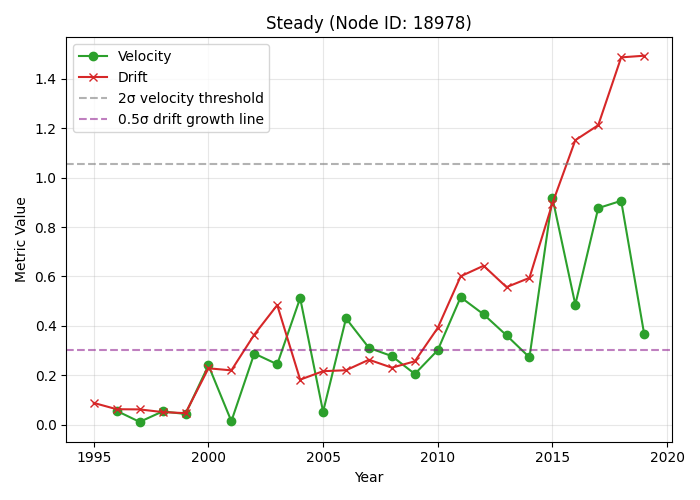 Steady (Node ID: 18978)
Velocity
Drift
2σ velocity threshold
0.5σ drift growth line
Metric Value
1.4
1.2
1.0
0.8
0.6
0.4
0.2
0.0
1995 2000 2005 2010 2015 2020
Year